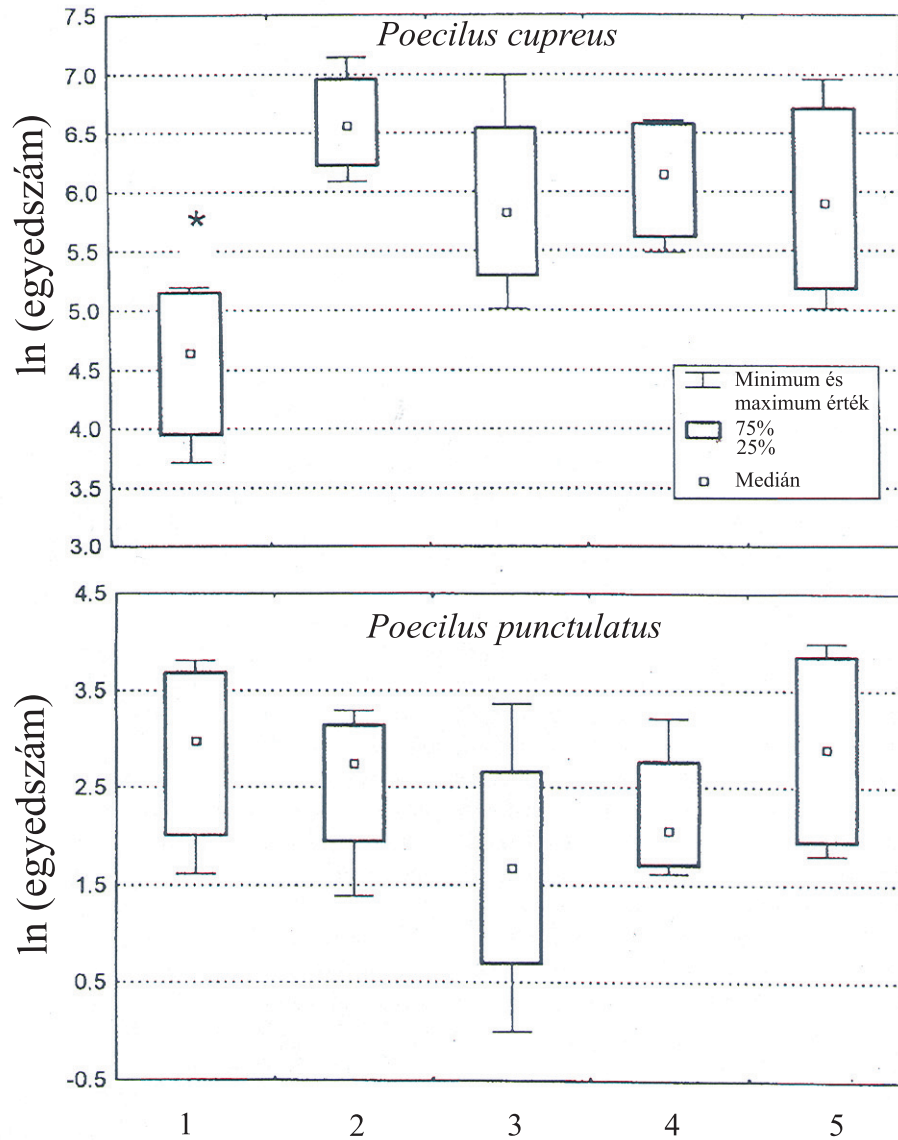 Poecilus cupreus
ln (egyedszám)
7.5
7.0
6.5
6.0
5.5
5.0
4.5
4.0
3.5
3.0
*
Minimum és
maximum érték
75%
25%
Medián
Poecilus punctulatus
ln (egyedszám)
4.5
3.5
2.5
1.5
0.5
-0.5
1 2 3 4 5